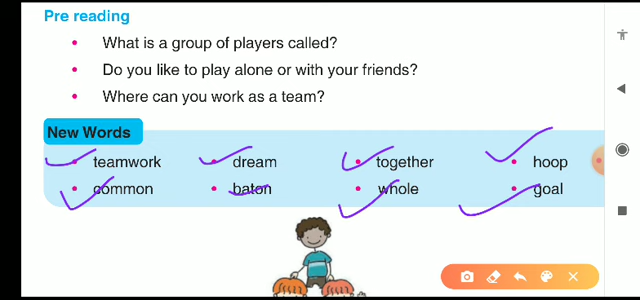 Pre reading
• What is a group of players called?
• Do you like to play alone or with your friends?
• Where can you work as a team?
New Words
• teamwork • dream • together • hoop
• common • baton • whole • goal